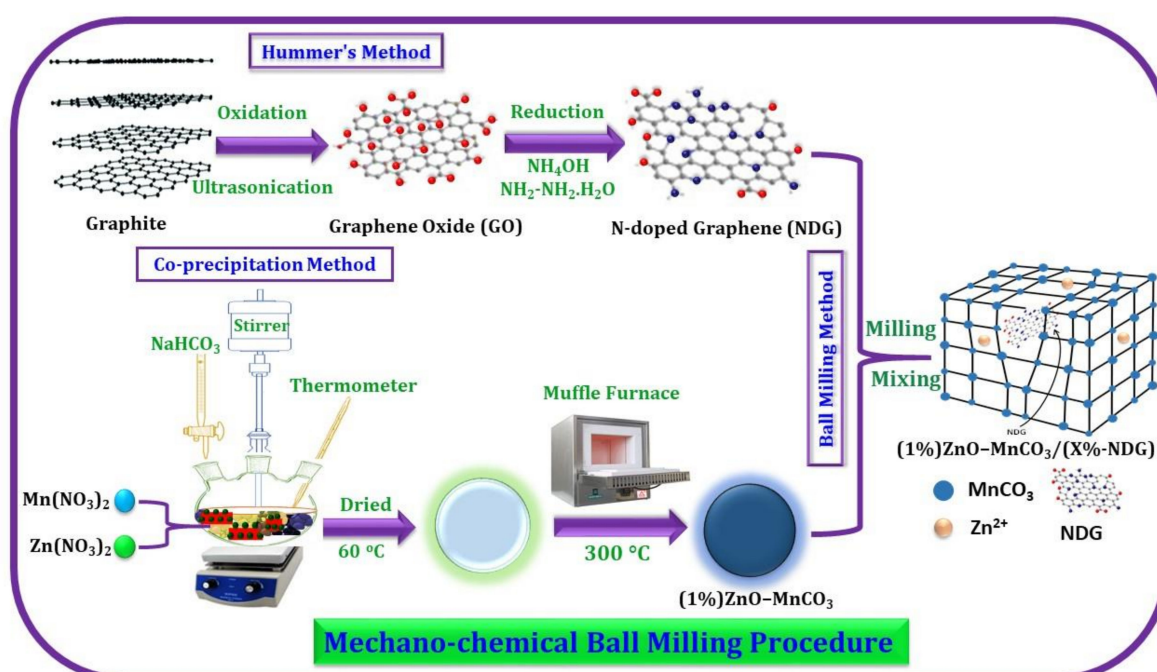 Hummer's Method
Oxidation
Ultrasonication
Reduction
NH₄OH
NH₂-NH₂.H₂O
Graphite
Graphene Oxide (GO)
N-doped Graphene (NDG)
Co-precipitation Method
Stirrer
NaHCO₃
Thermometer
Mn(NO₃)₂
Zn(NO₃)₂
Dried
60 °C
Muffle Furnace
300 °C
(1%)ZnO–MnCO₃
Ball Milling Method
Milling
Mixing
NDG
(1%)ZnO–MnCO₃/(X%-NDG)
MnCO₃
Zn²⁺
NDG
Mechano-chemical Ball Milling Procedure